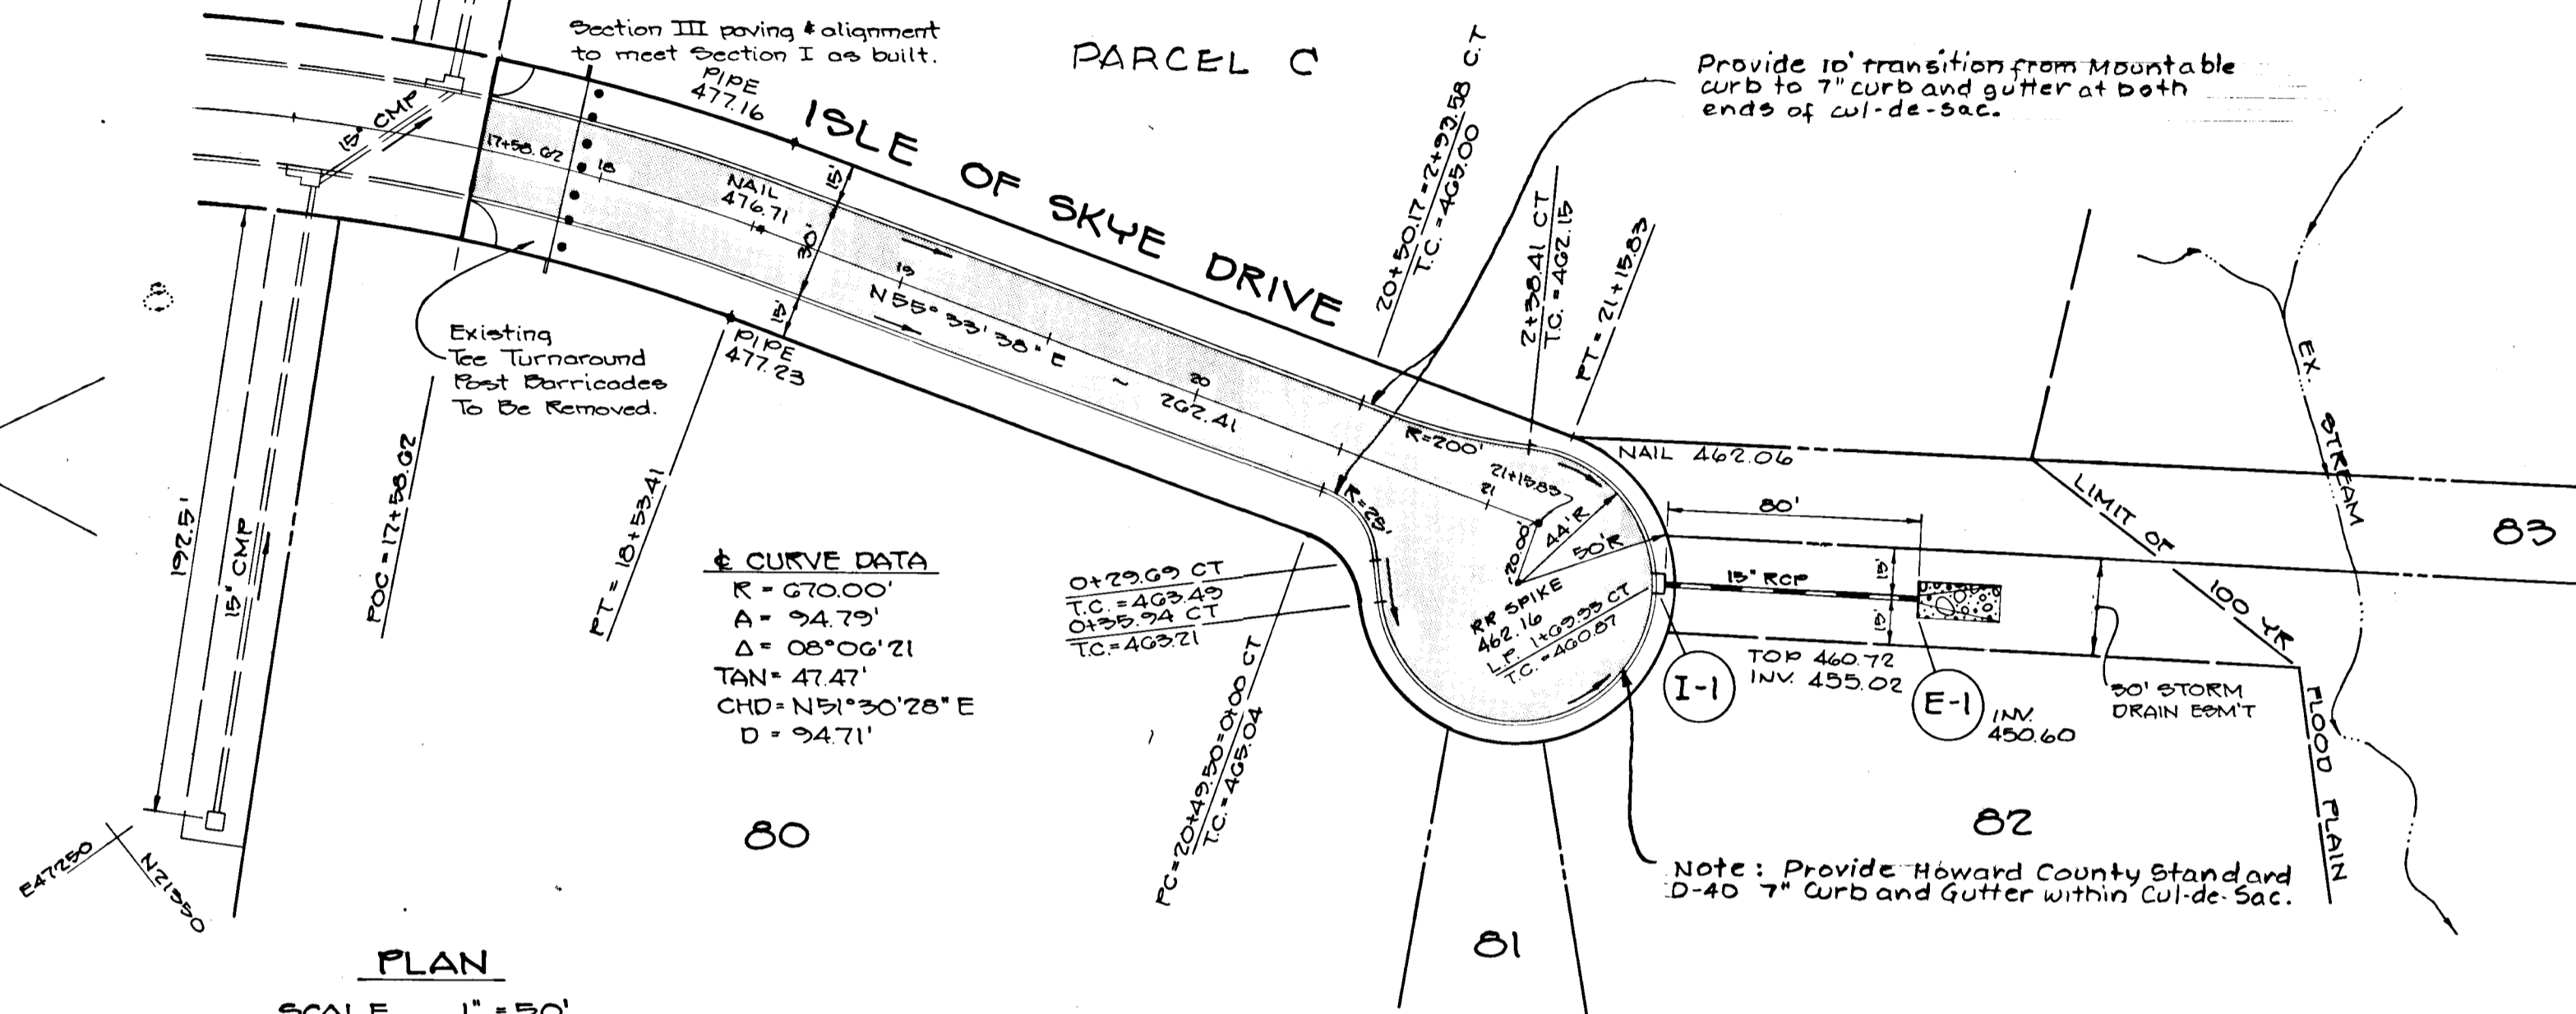 Section III paving & alignment
to meet Section I as built.
PARCEL C
Provide 10' transition from Mountable
curb to 7" curb and gutter at both
ends of cul-de-sac.
PIPE
477.16
ISLE OF SKYE DRIVE
15" CMP
17+58.62
18
NAIL
476.71
15'
30'
15'
19
N55°33'38"E ~ 262.41
20
20+50.17=2+93.58 C.T
T.C. = 465.00
2+38.41 CT
T.C. = 462.15
PT = 21+15.83
Existing
Tee Turnaround
Post Barricades
To Be Removed.
PIPE
477.23
R=200'
21+15.83
21
R=25'
20.00'
44'R
50'R
NAIL 462.06
80'
LIMIT OF 100 YR FLOOD PLAIN
EX. STREAM
83
192.5'
15" CMP
POC = 17+58.62
PT = 18+53.41
℄ CURVE DATA
R = 670.00'
A = 94.79'
Δ = 08°06'21
TAN = 47.47'
CHD = N51°30'28"E
D = 94.71'
0+29.69 CT
T.C. = 463.49
0+35.94 CT
T.C. = 463.21
RR SPIKE
462.16
L.P. 1+69.93 CT
T.C. = 460.87
15" RCP
15'
15'
TOP 460.72
INV. 455.02
I-1
E-1
INV.
450.60
30' STORM
DRAIN ESM'T
PC = 20+49.50=0+00 CT
T.C. = 465.04
80
82
81
Note: Provide Howard County Standard
D-40 7" Curb and Gutter within Cul-de-Sac.
E47250
N21350
PLAN
SCALE 1" = 50'